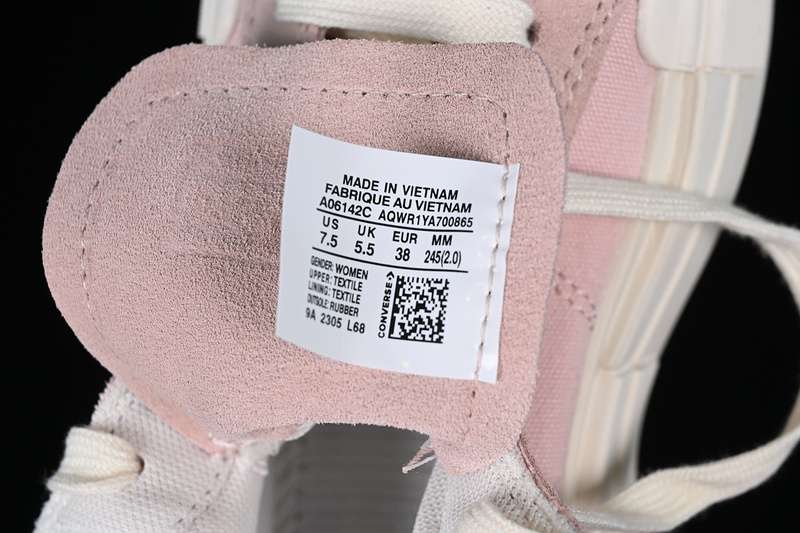 MADE IN VIETNAM
FABRIQUE AU VIETNAM
A06142C AQWR1YA700865
US UK EUR MM
7.5 5.5 38 245(2.0)
GENDER: WOMEN
UPPER: TEXTILE
LINING: TEXTILE
OUTSOLE: RUBBER
9A 2305 L68
CONVERSE